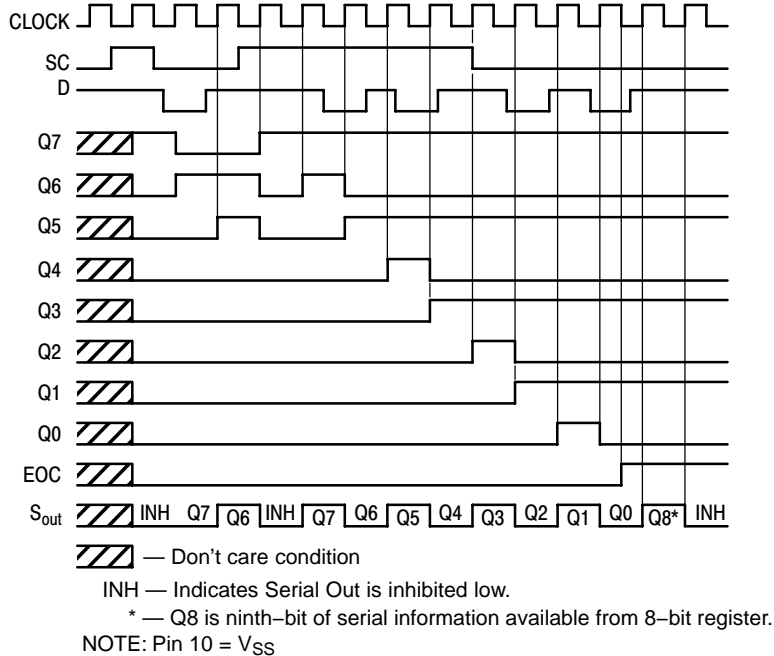 CLOCK
SC
D
Q7
Q6
Q5
Q4
Q3
Q2
Q1
Q0
EOC
Sout INH Q7 Q6 INH Q7 Q6 Q5 Q4 Q3 Q2 Q1 Q0 Q8* INH
— Don't care condition
INH — Indicates Serial Out is inhibited low.
* — Q8 is ninth−bit of serial information available from 8−bit register.
NOTE: Pin 10 = VSS